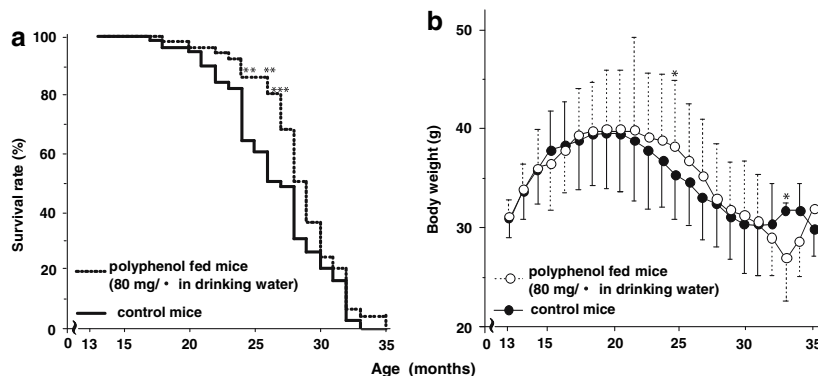 a
100
80
60
40
20
0
Survival rate (%)
**
**
***
polyphenol fed mice
(80 mg/ · in drinking water)
control mice
0 13 15 20 25 30 35
b
50
40
30
20
Body weight (g)
*
*
polyphenol fed mice
(80 mg/ · in drinking water)
control mice
0 13 15 20 25 30 35
Age (months)